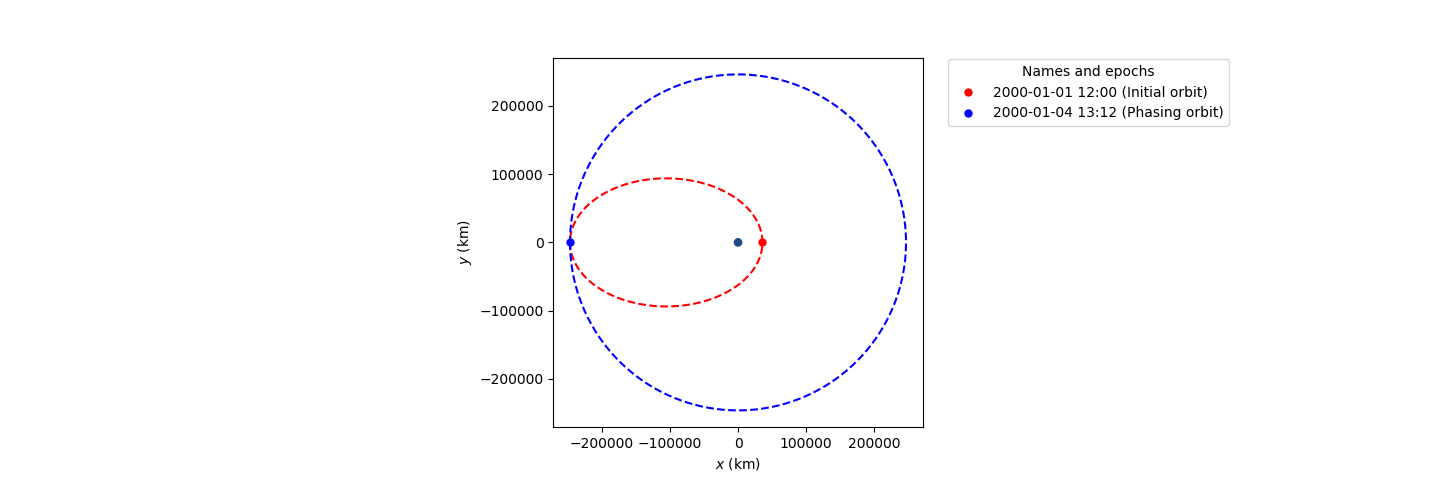 Names and epochs
2000-01-01 12:00 (Initial orbit)
2000-01-04 13:12 (Phasing orbit)
200000
100000
0
−100000
−200000
y (km)
−200000 −100000 0 100000 200000
x (km)